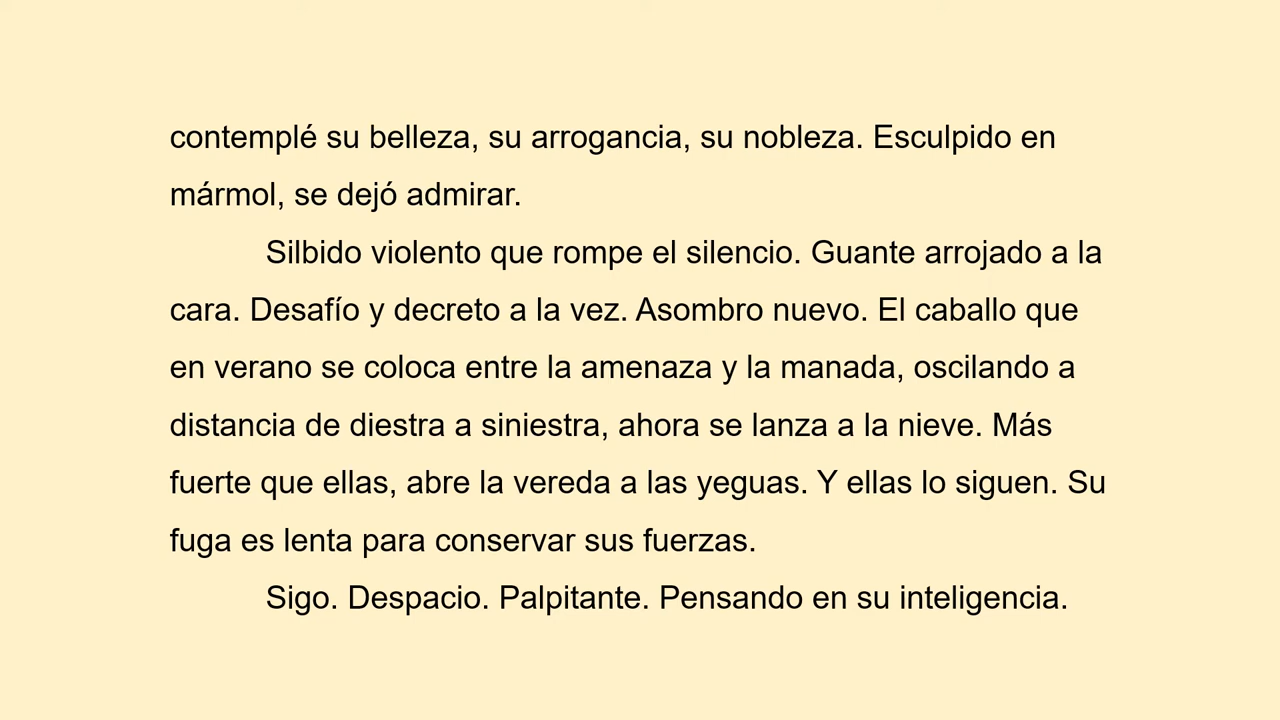 contemplé su belleza, su arrogancia, su nobleza. Esculpido en
mármol, se dejó admirar.
Silbido violento que rompe el silencio. Guante arrojado a la
cara. Desafío y decreto a la vez. Asombro nuevo. El caballo que
en verano se coloca entre la amenaza y la manada, oscilando a
distancia de diestra a siniestra, ahora se lanza a la nieve. Más
fuerte que ellas, abre la vereda a las yeguas. Y ellas lo siguen. Su
fuga es lenta para conservar sus fuerzas.
Sigo. Despacio. Palpitante. Pensando en su inteligencia.